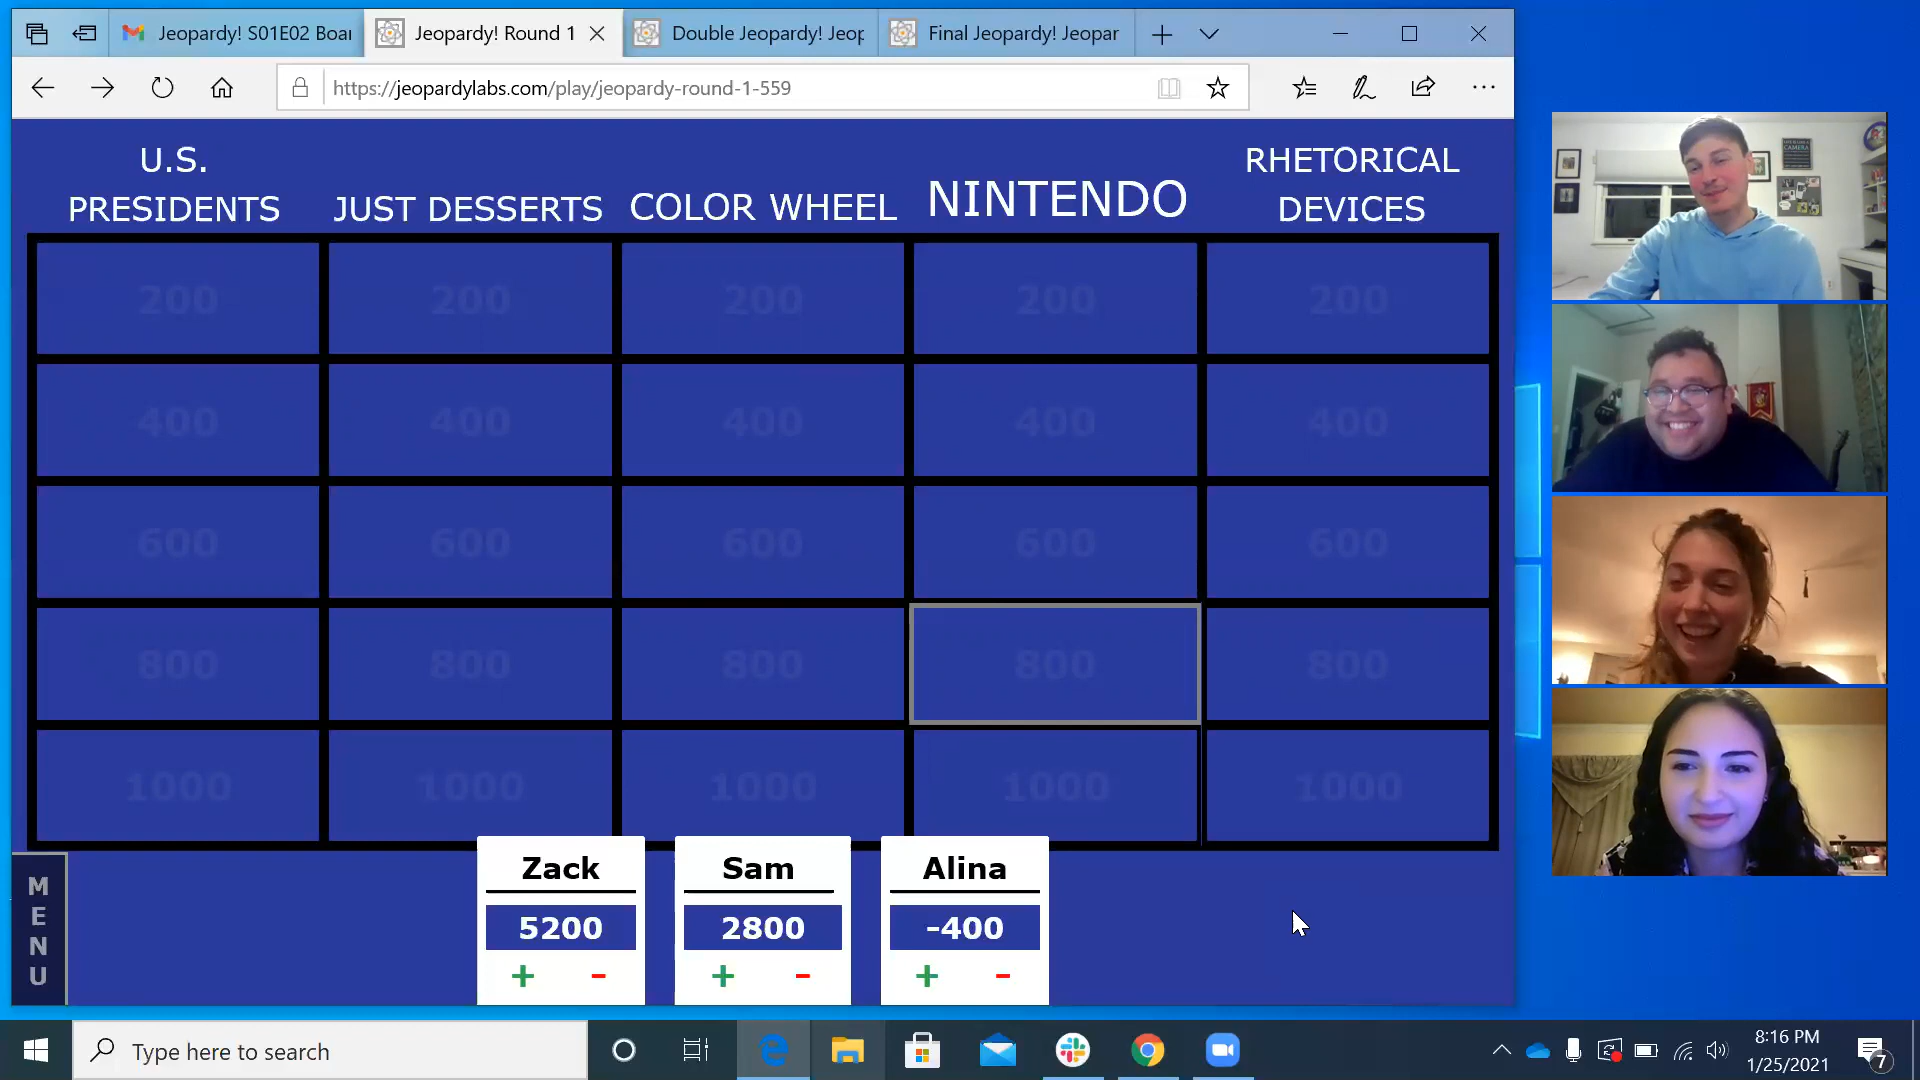 Jeopardy! S01E02 Boar
Jeopardy! Round 1
Double Jeopardy! Jeop
Final Jeopardy! Jeopar
https://jeopardylabs.com/play/jeopardy-round-1-559
U.S.
PRESIDENTS
JUST DESSERTS
COLOR WHEEL
NINTENDO
RHETORICAL
DEVICES
200 200 200 200 200
400 400 400 400 400
600 600 600 600 600
800 800 800 800 800
1000 1000 1000 1000 1000
MENU
Zack
5200
+ -
Sam
2800
+ -
Alina
-400
+ -
Type here to search
8:16 PM
1/25/2021
7